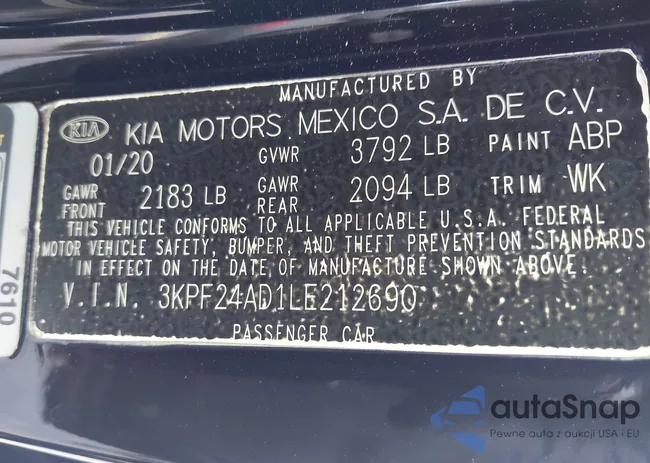 MANUFACTURED BY
KIA KIA MOTORS MEXICO S.A. DE C.V.
01/20 GVWR 3792 LB PAINT ABP
GAWR FRONT 2183 LB GAWR REAR 2094 LB TRIM WK
THIS VEHICLE CONFORMS TO ALL APPLICABLE U.S.A. FEDERAL
MOTOR VEHICLE SAFETY, BUMPER, AND THEFT PREVENTION STANDARDS
IN EFFECT ON THE DATE OF MANUFACTURE SHOWN ABOVE.
V.I.N. 3KPF24AD1LE212690
PASSENGER CAR
7610
autaSnap
Pewne auta z aukcji USA i EU